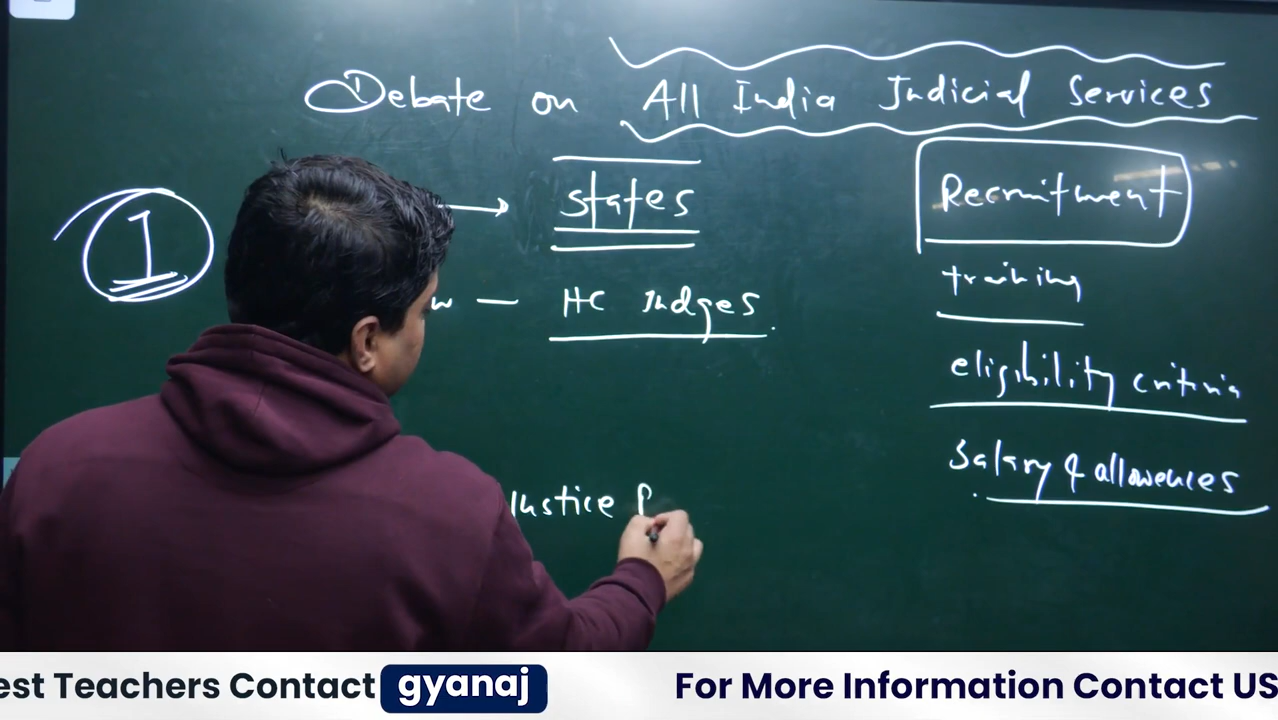 Debate on All India Judicial Services
1
→ states
— HC Judges.
Justice
Recruitment
training
eligibility criteria
Salary & allowences
est Teachers Contact gyanaj For More Information Contact US